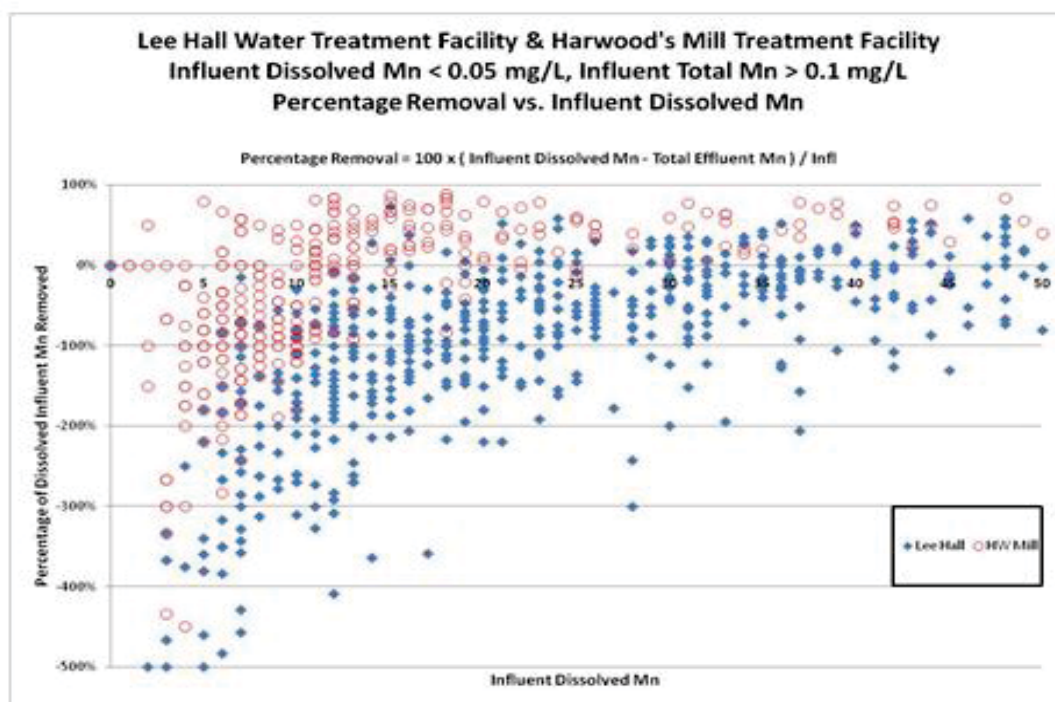 Lee Hall Water Treatment Facility & Harwood's Mill Treatment Facility
Influent Dissolved Mn < 0.05 mg/L, Influent Total Mn > 0.1 mg/L
Percentage Removal vs. Influent Dissolved Mn
Percentage Removal = 100 x ( Influent Dissolved Mn - Total Effluent Mn ) / Infl
Percentage of Dissolved Influent Mn Removed
100%
0%
-100%
-200%
-300%
-400%
-500%
0 5 10 15 20 25 30 35 40 45 50
Lee Hall HW Mill
Influent Dissolved Mn